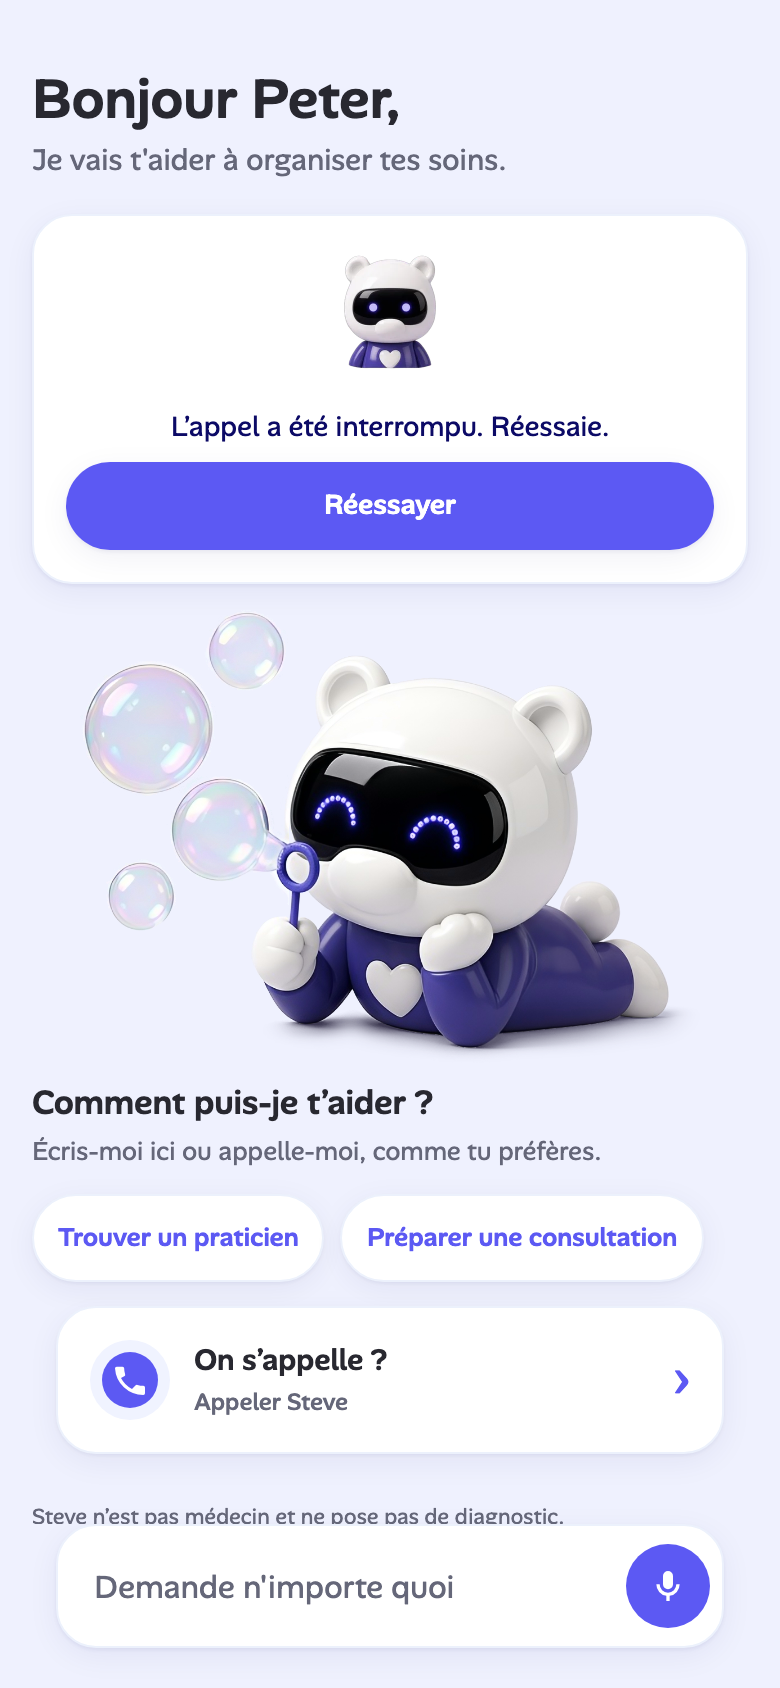 Bonjour Peter,
Je vais t'aider à organiser tes soins.
L’appel a été interrompu. Réessaie.
Réessayer
Comment puis-je t’aider ?
Écris-moi ici ou appelle-moi, comme tu préfères.
Trouver un praticien
Préparer une consultation
On s’appelle ?
Appeler Steve
Steve n’est pas médecin et ne pose pas de diagnostic.
Demande n'importe quoi